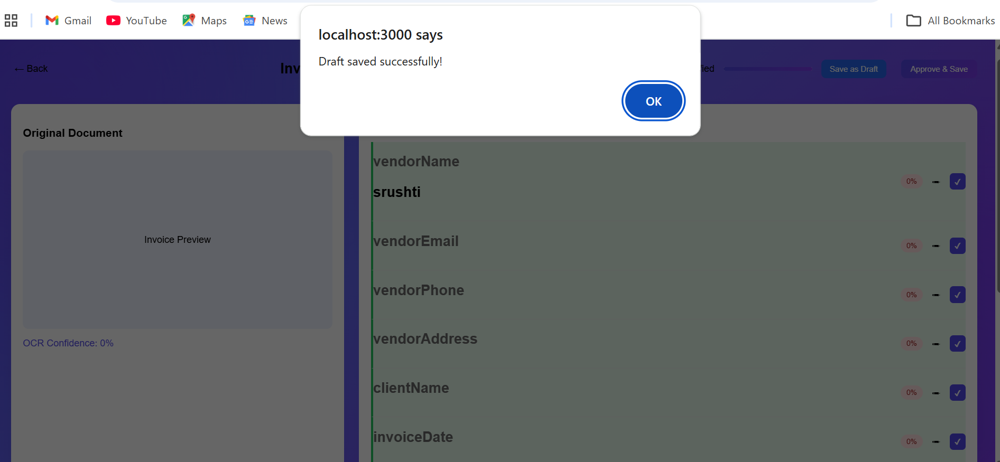 Gmail
YouTube
Maps
News
All Bookmarks
localhost:3000 says
Draft saved successfully!
OK
← Back
Save as Draft
Approve & Save
Original Document
Invoice Preview
OCR Confidence: 0%
vendorName
srushti
0%
vendorEmail
0%
vendorPhone
0%
vendorAddress
0%
clientName
0%
invoiceDate
0%